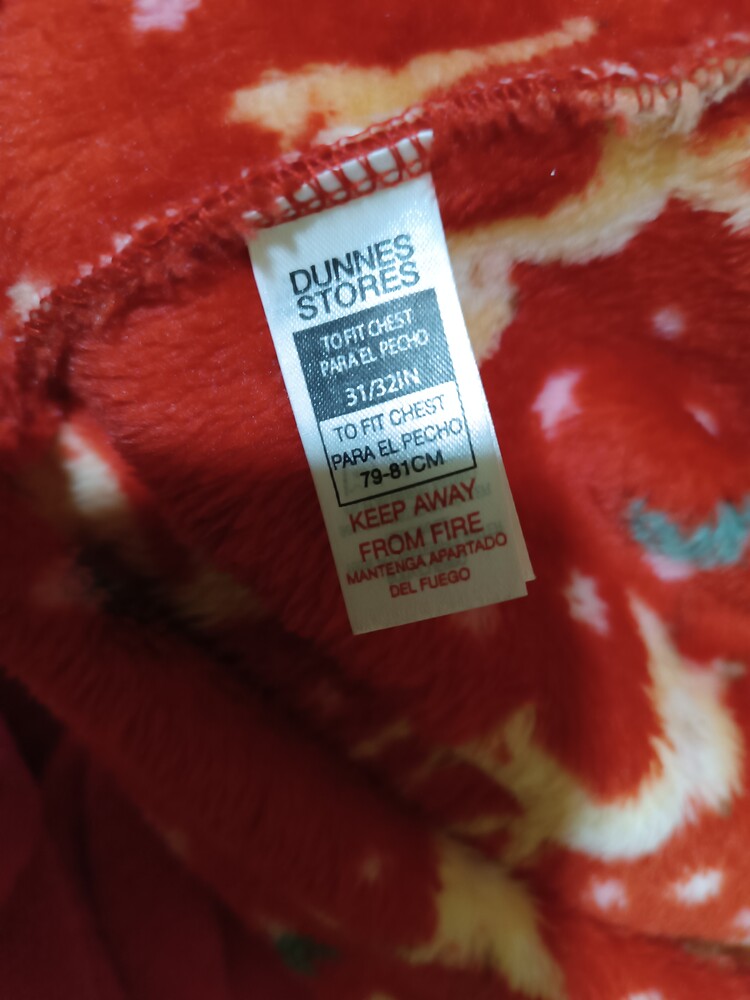 DUNNES
STORES
TO FIT CHEST
PARA EL PECHO
31/32IN
TO FIT CHEST
PARA EL PECHO
79-81CM
KEEP AWAY
FROM FIRE
MANTENGA APARTADO
DEL FUEGO